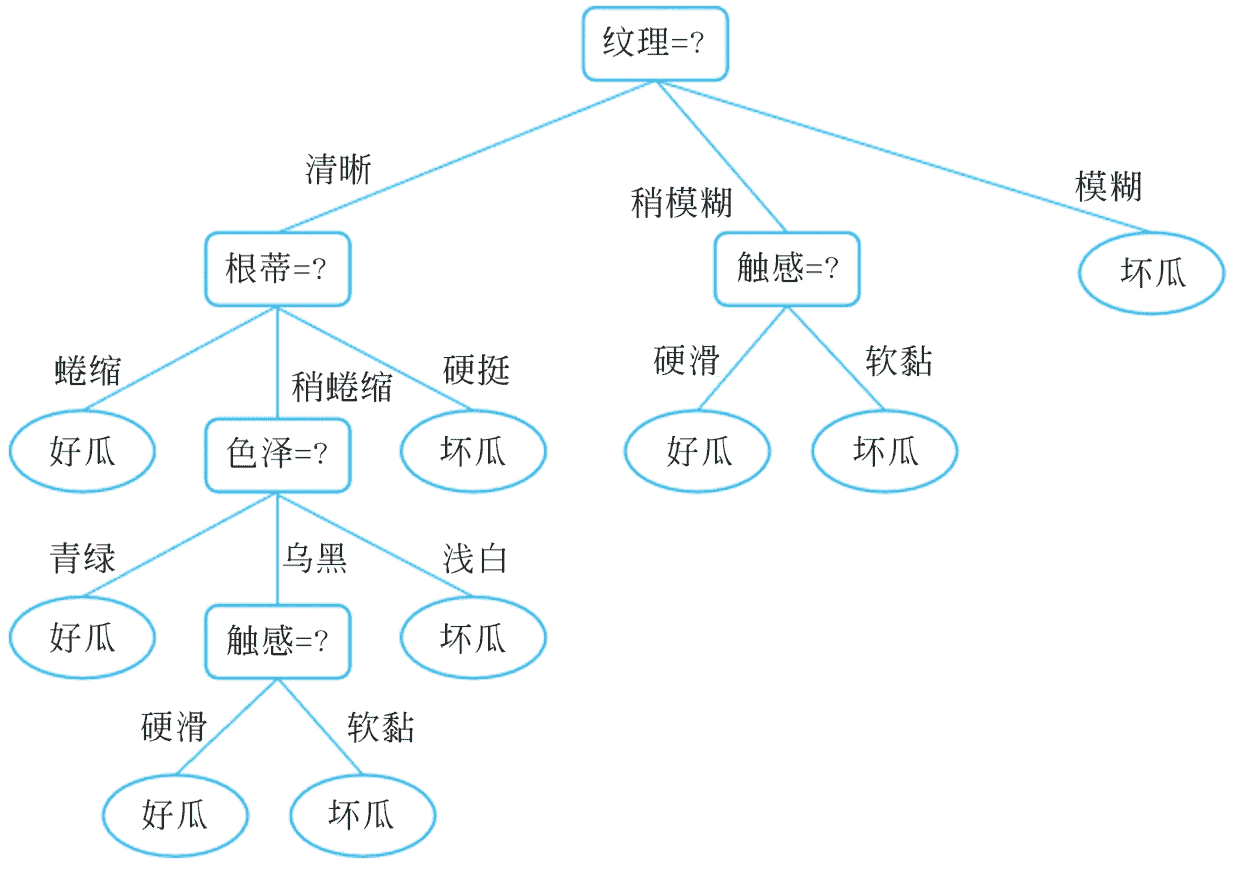 纹理=?
清晰
稍模糊
模糊
根蒂=?
触感=?
坏瓜
蜷缩
稍蜷缩
硬挺
硬滑
软黏
好瓜
色泽=?
坏瓜
好瓜
坏瓜
青绿
乌黑
浅白
好瓜
触感=?
坏瓜
硬滑
软黏
好瓜
坏瓜